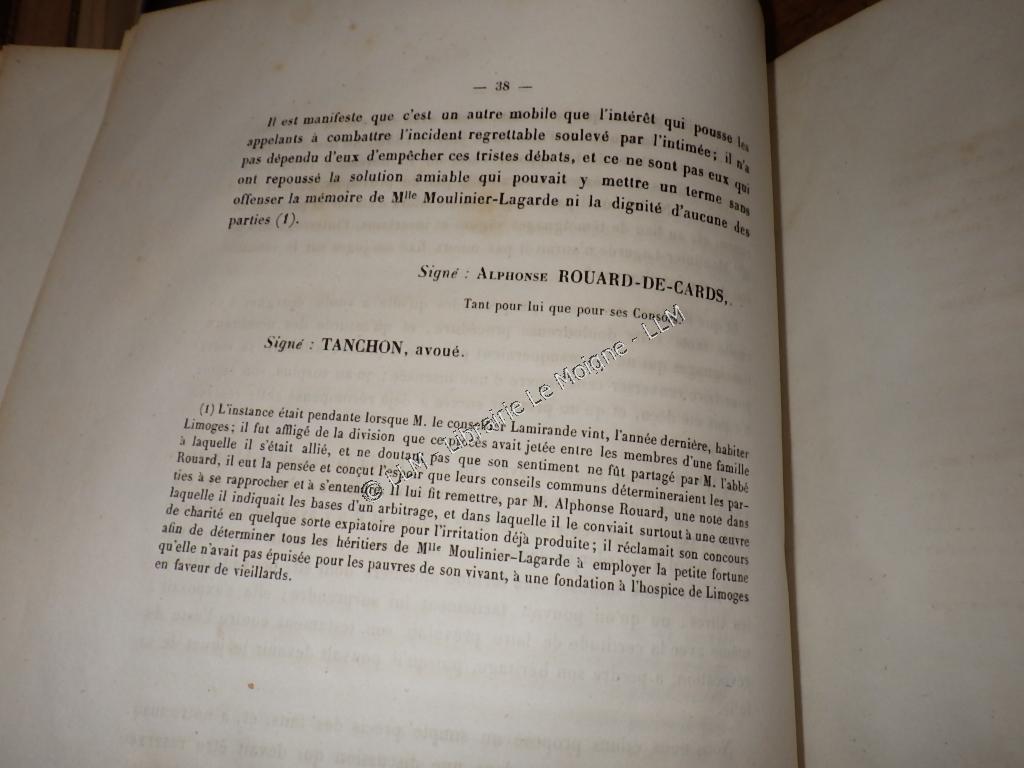 — 38 —
Il est manifeste que c'est un autre mobile que l'intérêt qui pousse les
appelants à combattre l'incident regrettable soulevé par l'intimée; il n'a
pas dépendu d'eux d'empêcher ces tristes débats, et ce ne sont pas eux qui
ont repoussé la solution amiable qui pouvait y mettre un terme sans
offenser la mémoire de Mlle Moulinier-Lagarde ni la dignité d'aucune des
parties (1).
Signé : ALPHONSE ROUARD-DE-CARDS,
Tant pour lui que pour ses Consorts.
Signé : TANCHON, avoué.
(1) L'instance était pendante lorsque M. le conseiller Lamirande vint, l'année dernière, habiter
Limoges; il fut affligé de la division que ce procès avait jetée entre les membres d'une famille
à laquelle il s'était allié, et ne doutant pas que son sentiment ne fût partagé par M. l'abbé
Rouard, il eut la pensée et conçut l'espoir que leurs conseils communs détermineraient les par-
ties à se rapprocher et à s'entendre. Il lui fit remettre, par M. Alphonse Rouard, une note dans
laquelle il indiquait les bases d'un arbitrage, et dans laquelle il le conviait surtout à une œuvre
de charité en quelque sorte expiatoire pour l'irritation déjà produite; il réclamait son concours
afin de déterminer tous les héritiers de Mlle Moulinier-Lagarde à employer la petite fortune
qu'elle n'avait pas épuisée pour les pauvres de son vivant, à une fondation à l'hospice de Limoges
en faveur de vieillards.
© LLM - Librairie Le Moigne - LLM